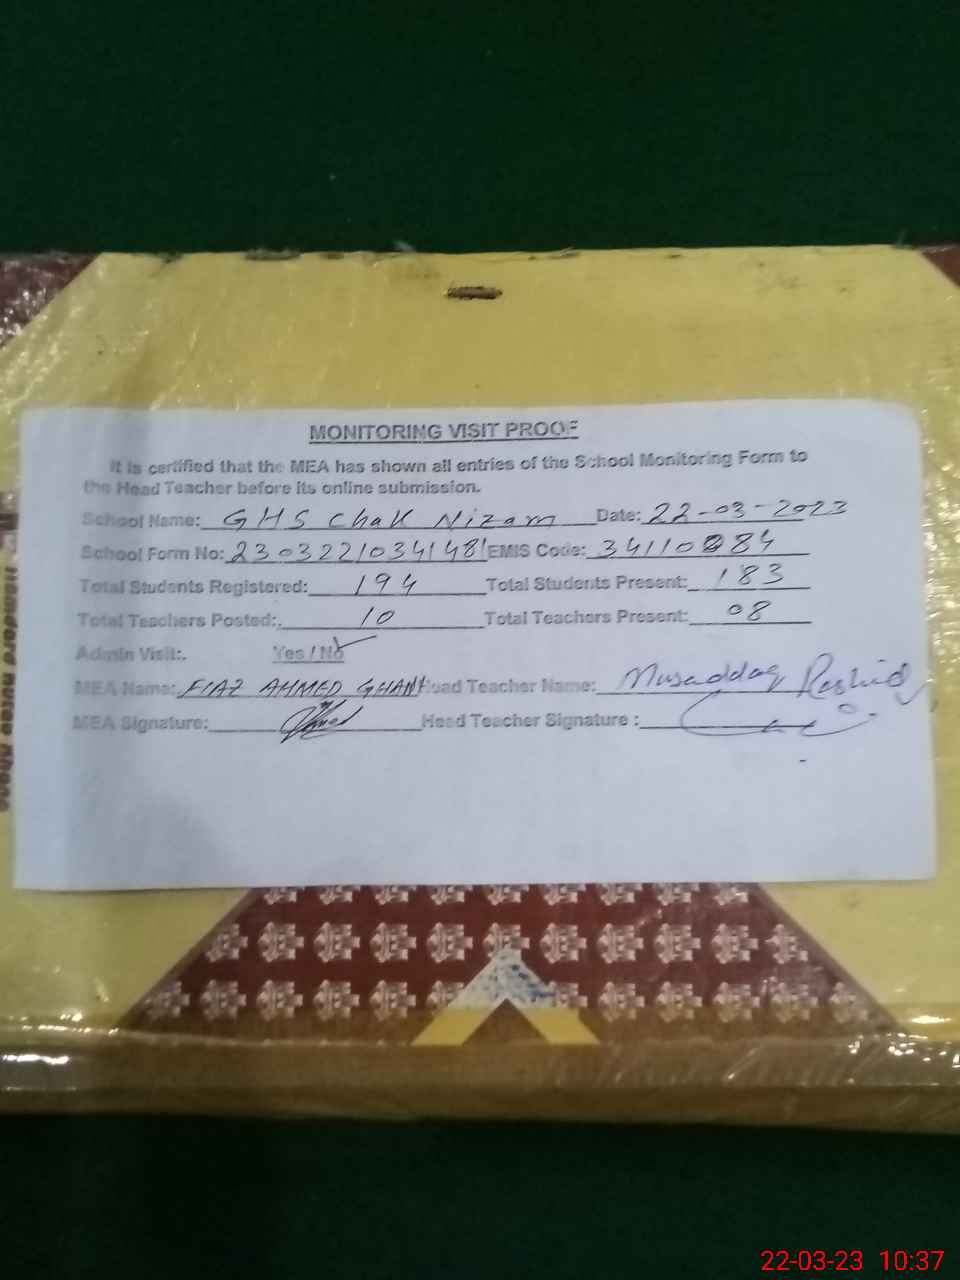 MONITORING VISIT PROOF
It is certified that the MEA has shown all entries of the School Monitoring Form to
the Head Teacher before its online submission.
School Name: GHS Chak Nizam Date: 22-03-2023
School Form No: 23032210341481 EMIS Code: 34110284
Total Students Registered: 194 Total Students Present: 183
Total Teachers Posted: 10 Total Teachers Present: 08
Admin Visit: Yes / No
MEA Name: FIAZ AHMED GHANI Head Teacher Name: Musaddaq Rashid
MEA Signature: Head Teacher Signature :
22-03-23 10:37